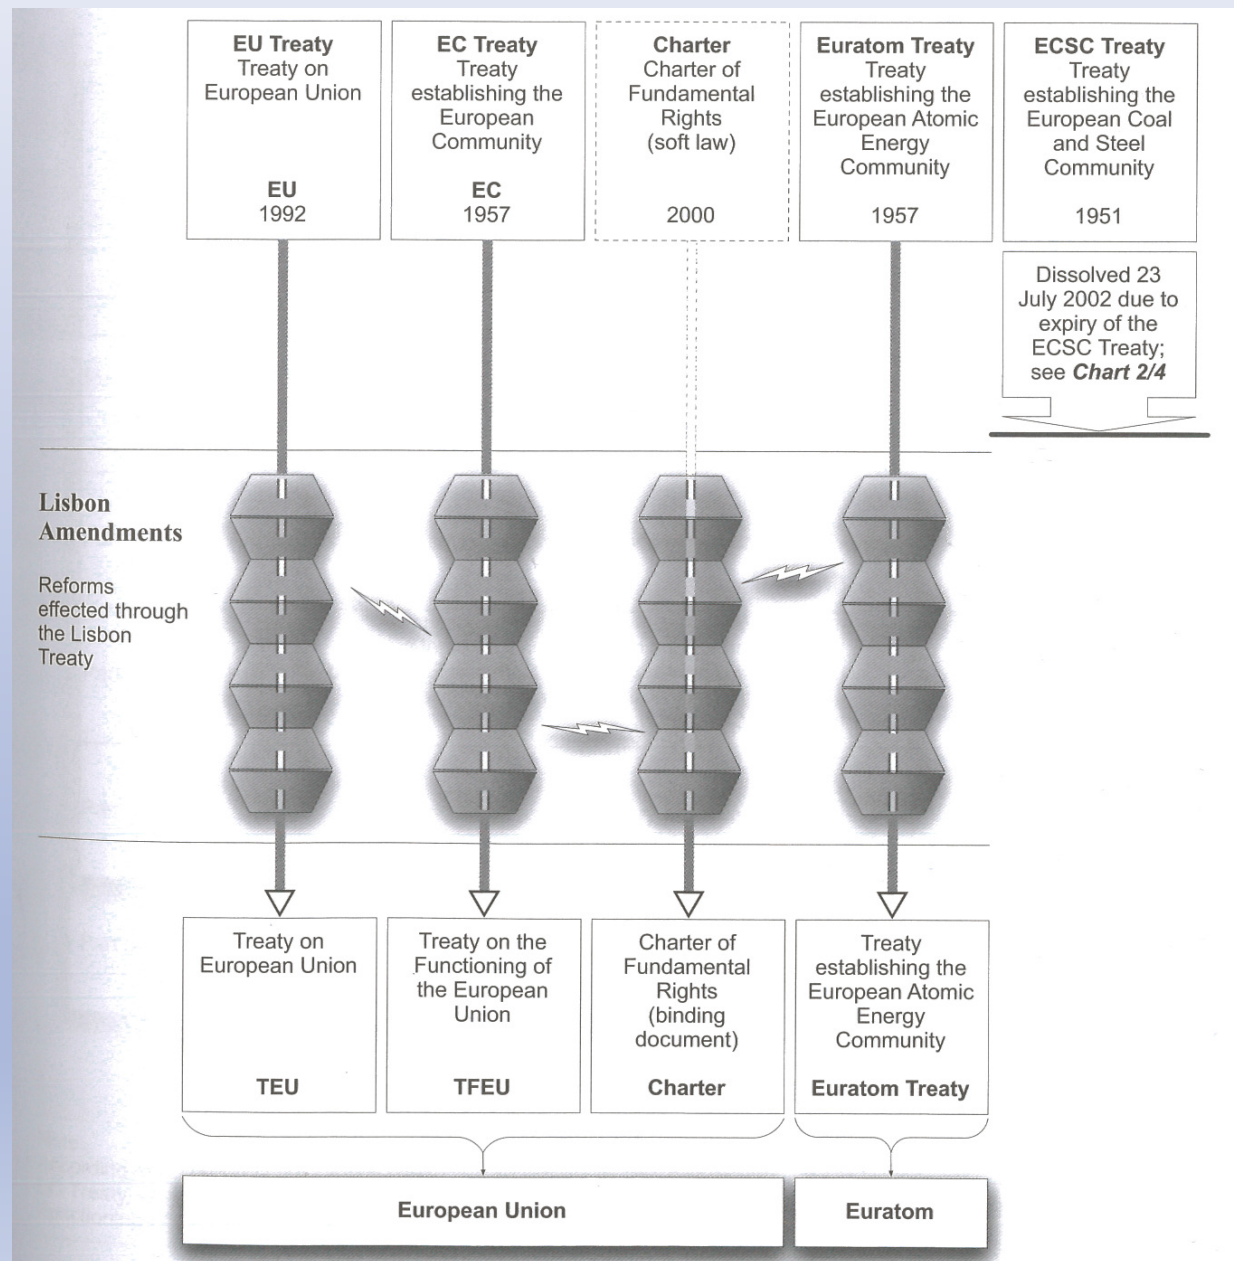 EU Treaty
Treaty on
European Union
EU
1992
EC Treaty
Treaty
establishing the
European
Community
EC
1957
Charter
Charter of
Fundamental
Rights
(soft law)
2000
Euratom Treaty
Treaty
establishing the
European Atomic
Energy
Community
1957
ECSC Treaty
Treaty
establishing the
European Coal
and Steel
Community
1951
Dissolved 23
July 2002 due to
expiry of the
ECSC Treaty;
see Chart 2/4
Lisbon
Amendments
Reforms
effected through
the Lisbon
Treaty
Treaty on
European Union
TEU
Treaty on the
Functioning of
the European
Union
TFEU
Charter of
Fundamental
Rights
(binding
document)
Charter
Treaty
establishing the
European Atomic
Energy
Community
Euratom Treaty
European Union
Euratom